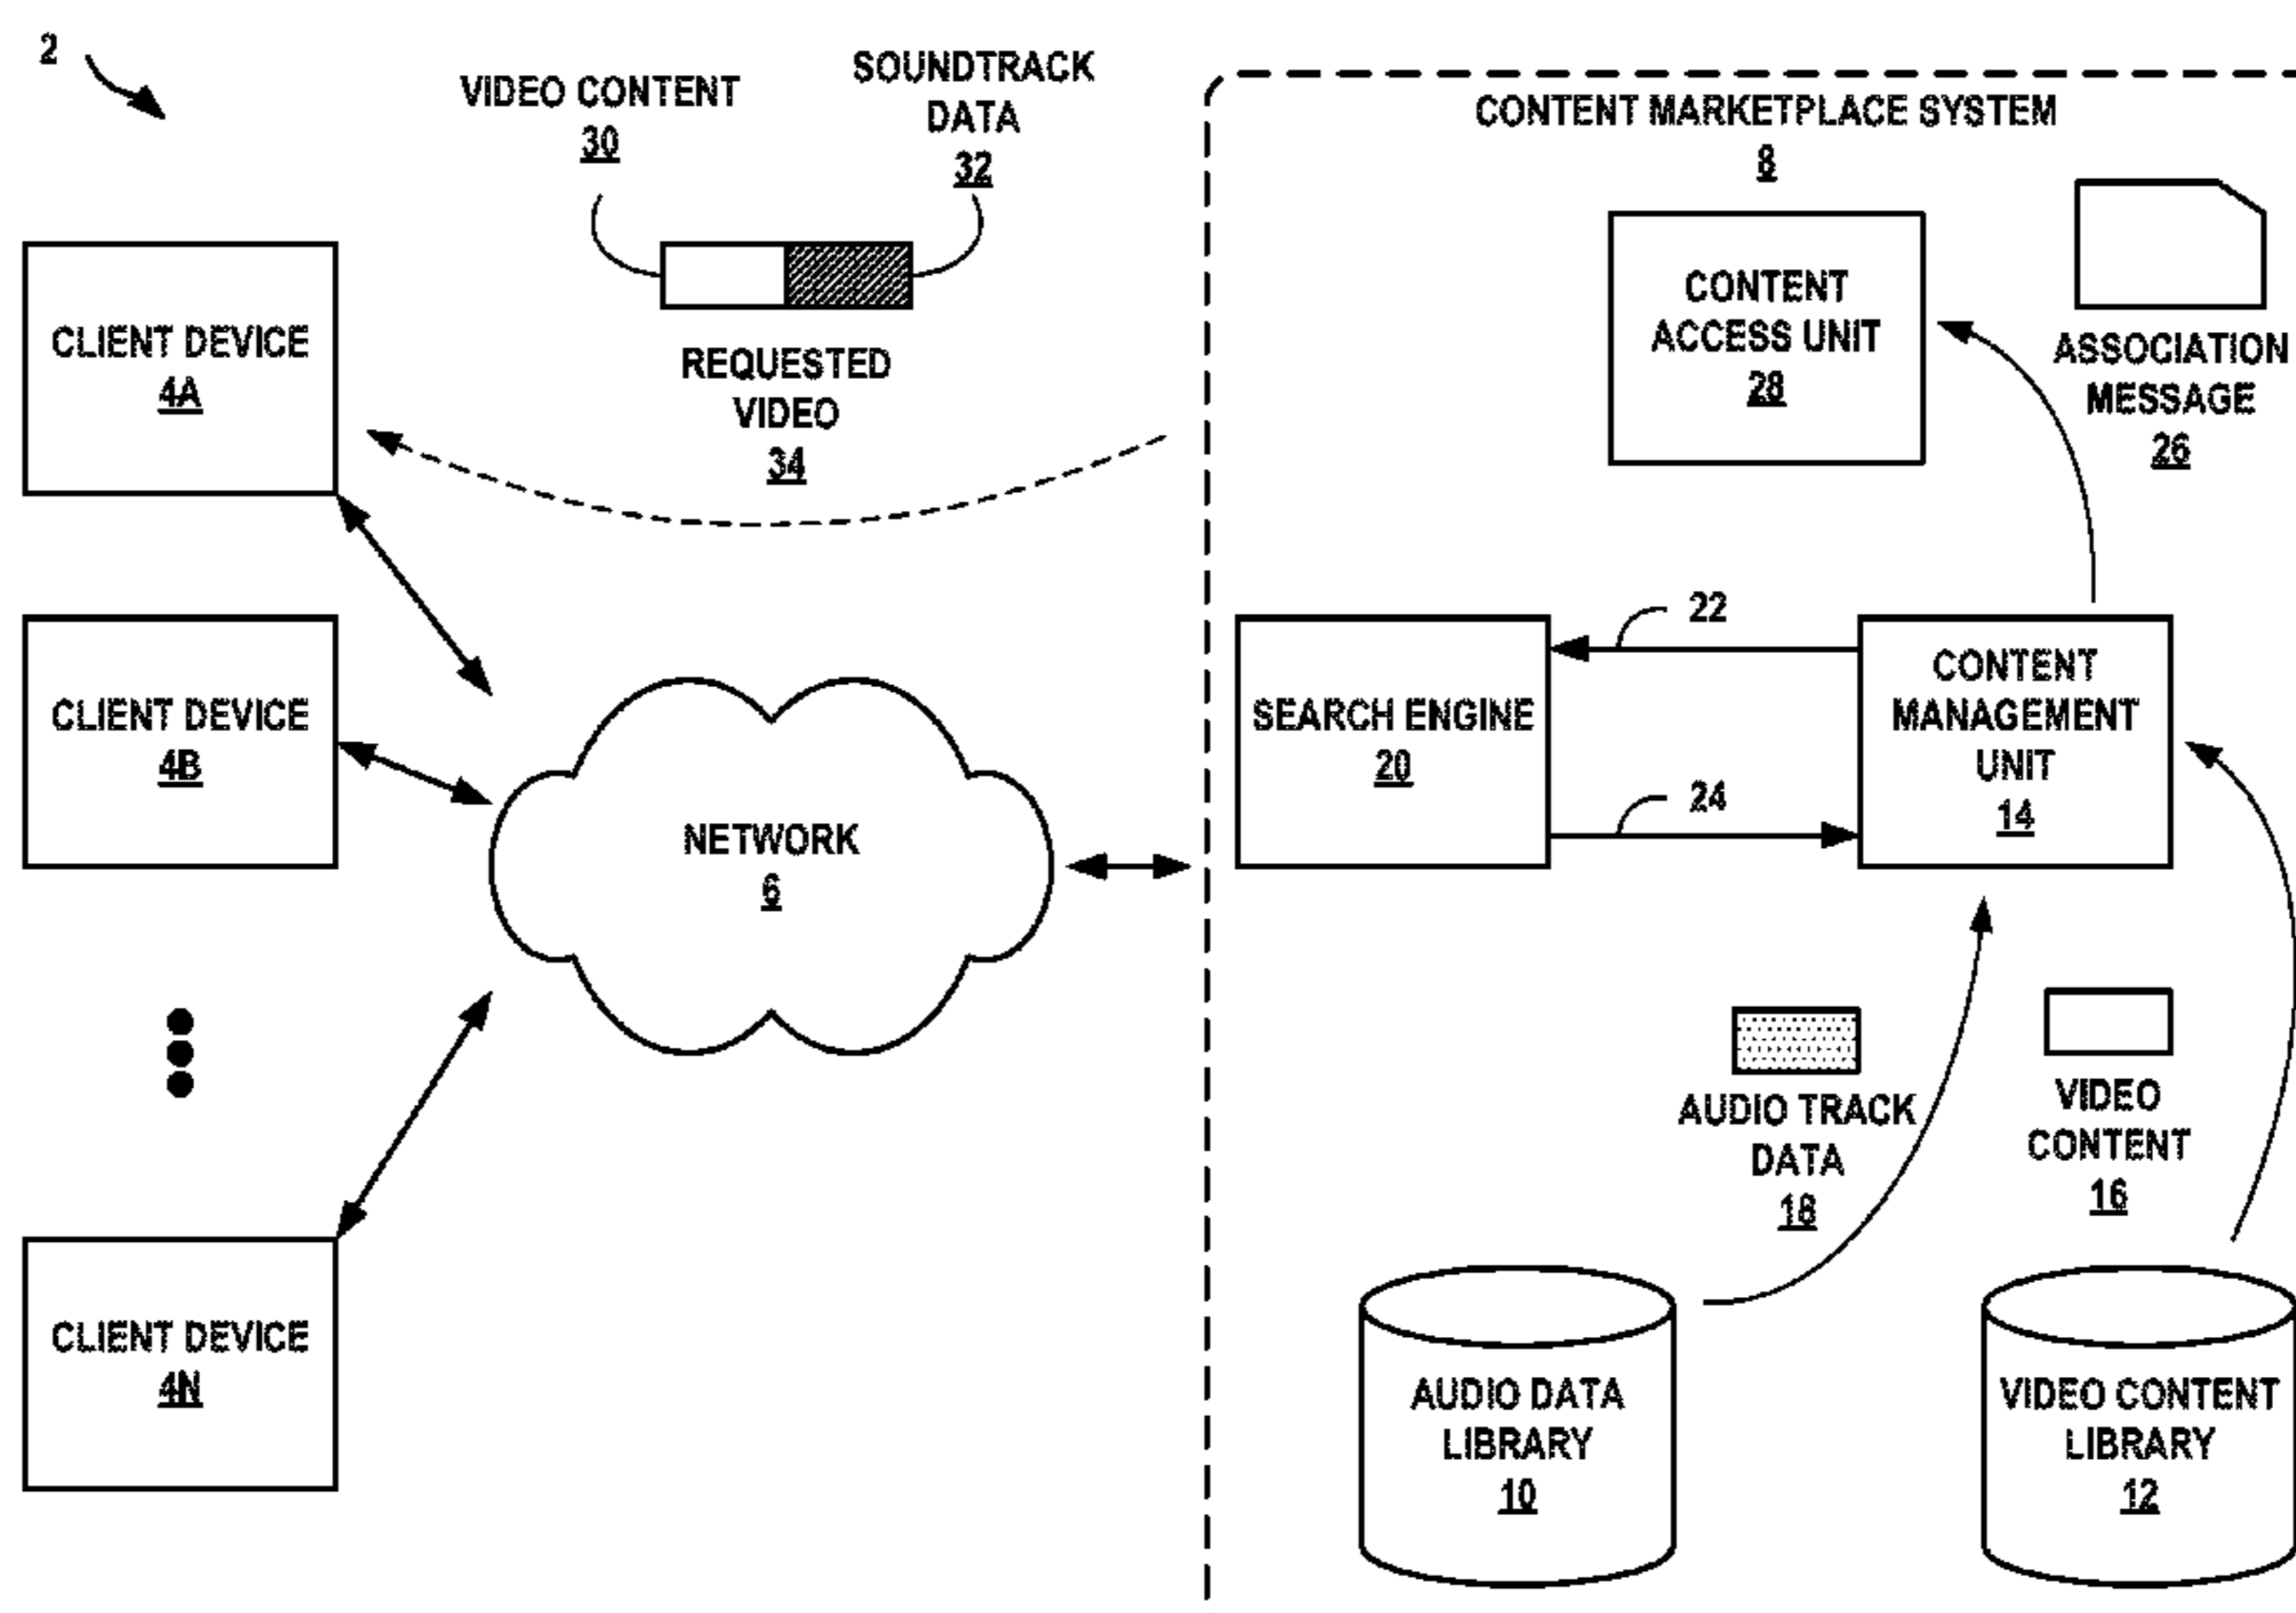 2
VIDEO CONTENT
30
SOUNDTRACK
DATA
32
REQUESTED
VIDEO
34
CLIENT DEVICE
4A
CLIENT DEVICE
4B
CLIENT DEVICE
4N
NETWORK
6
CONTENT MARKETPLACE SYSTEM
8
CONTENT
ACCESS UNIT
28
ASSOCIATION
MESSAGE
26
SEARCH ENGINE
20
22
24
CONTENT
MANAGEMENT
UNIT
14
AUDIO TRACK
DATA
18
VIDEO
CONTENT
16
AUDIO DATA
LIBRARY
10
VIDEO CONTENT
LIBRARY
12